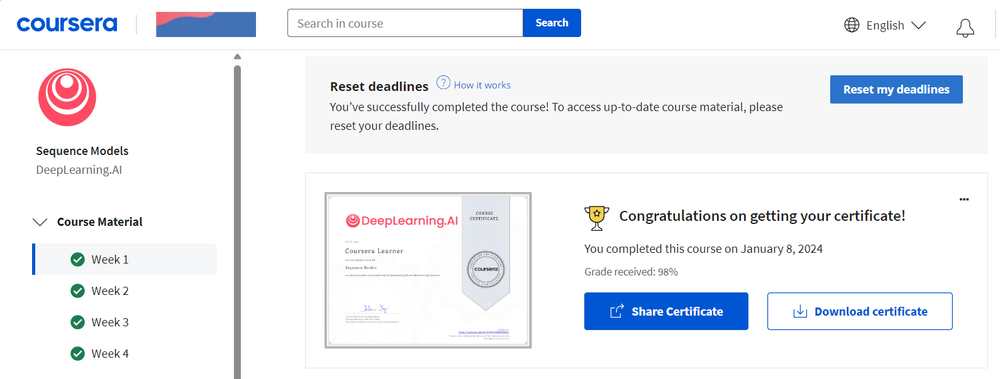 coursera
Search in course
Search
English
Sequence Models
DeepLearning.AI
Course Material
Week 1
Week 2
Week 3
Week 4
Reset deadlines
? How it works
You’ve successfully completed the course! To access up-to-date course material, please
reset your deadlines.
Reset my deadlines
DeepLearning.AI
COURSE
CERTIFICATE
Coursera Learner
has successfully completed
Sequence Models
coursera
Congratulations on getting your certificate!
You completed this course on January 8, 2024
Grade received: 98%
Share Certificate
Download certificate